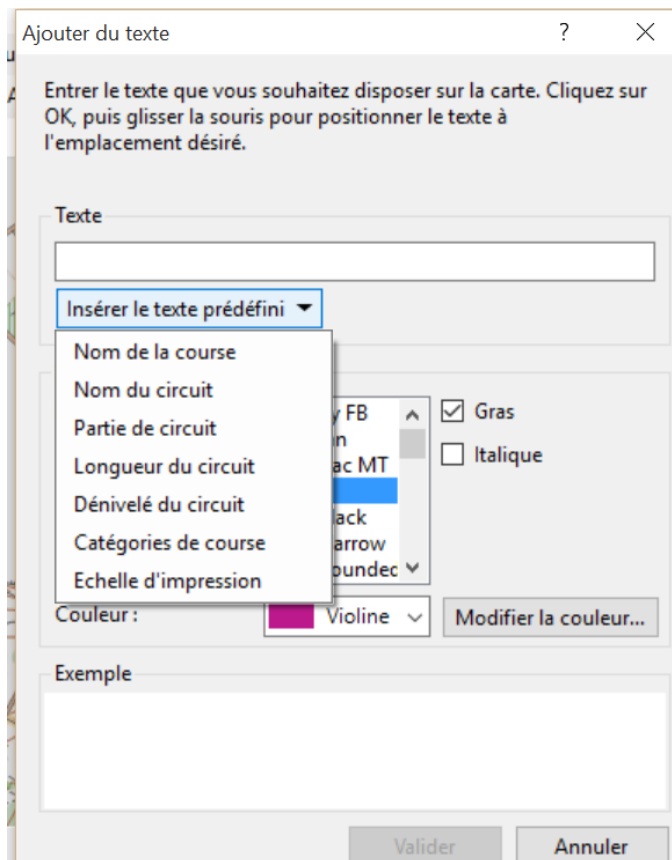 Ajouter du texte ? X
Entrer le texte que vous souhaitez disposer sur la carte. Cliquez sur
OK, puis glisser la souris pour positionner le texte à
l'emplacement désiré.
Texte
Insérer le texte prédéfini
Nom de la course
Nom du circuit
Partie de circuit
Longueur du circuit
Dénivelé du circuit
Catégories de course
Echelle d'impression
FB
MT
Gras
Italique
Couleur :
Violine
Modifier la couleur...
Exemple
Valider
Annuler